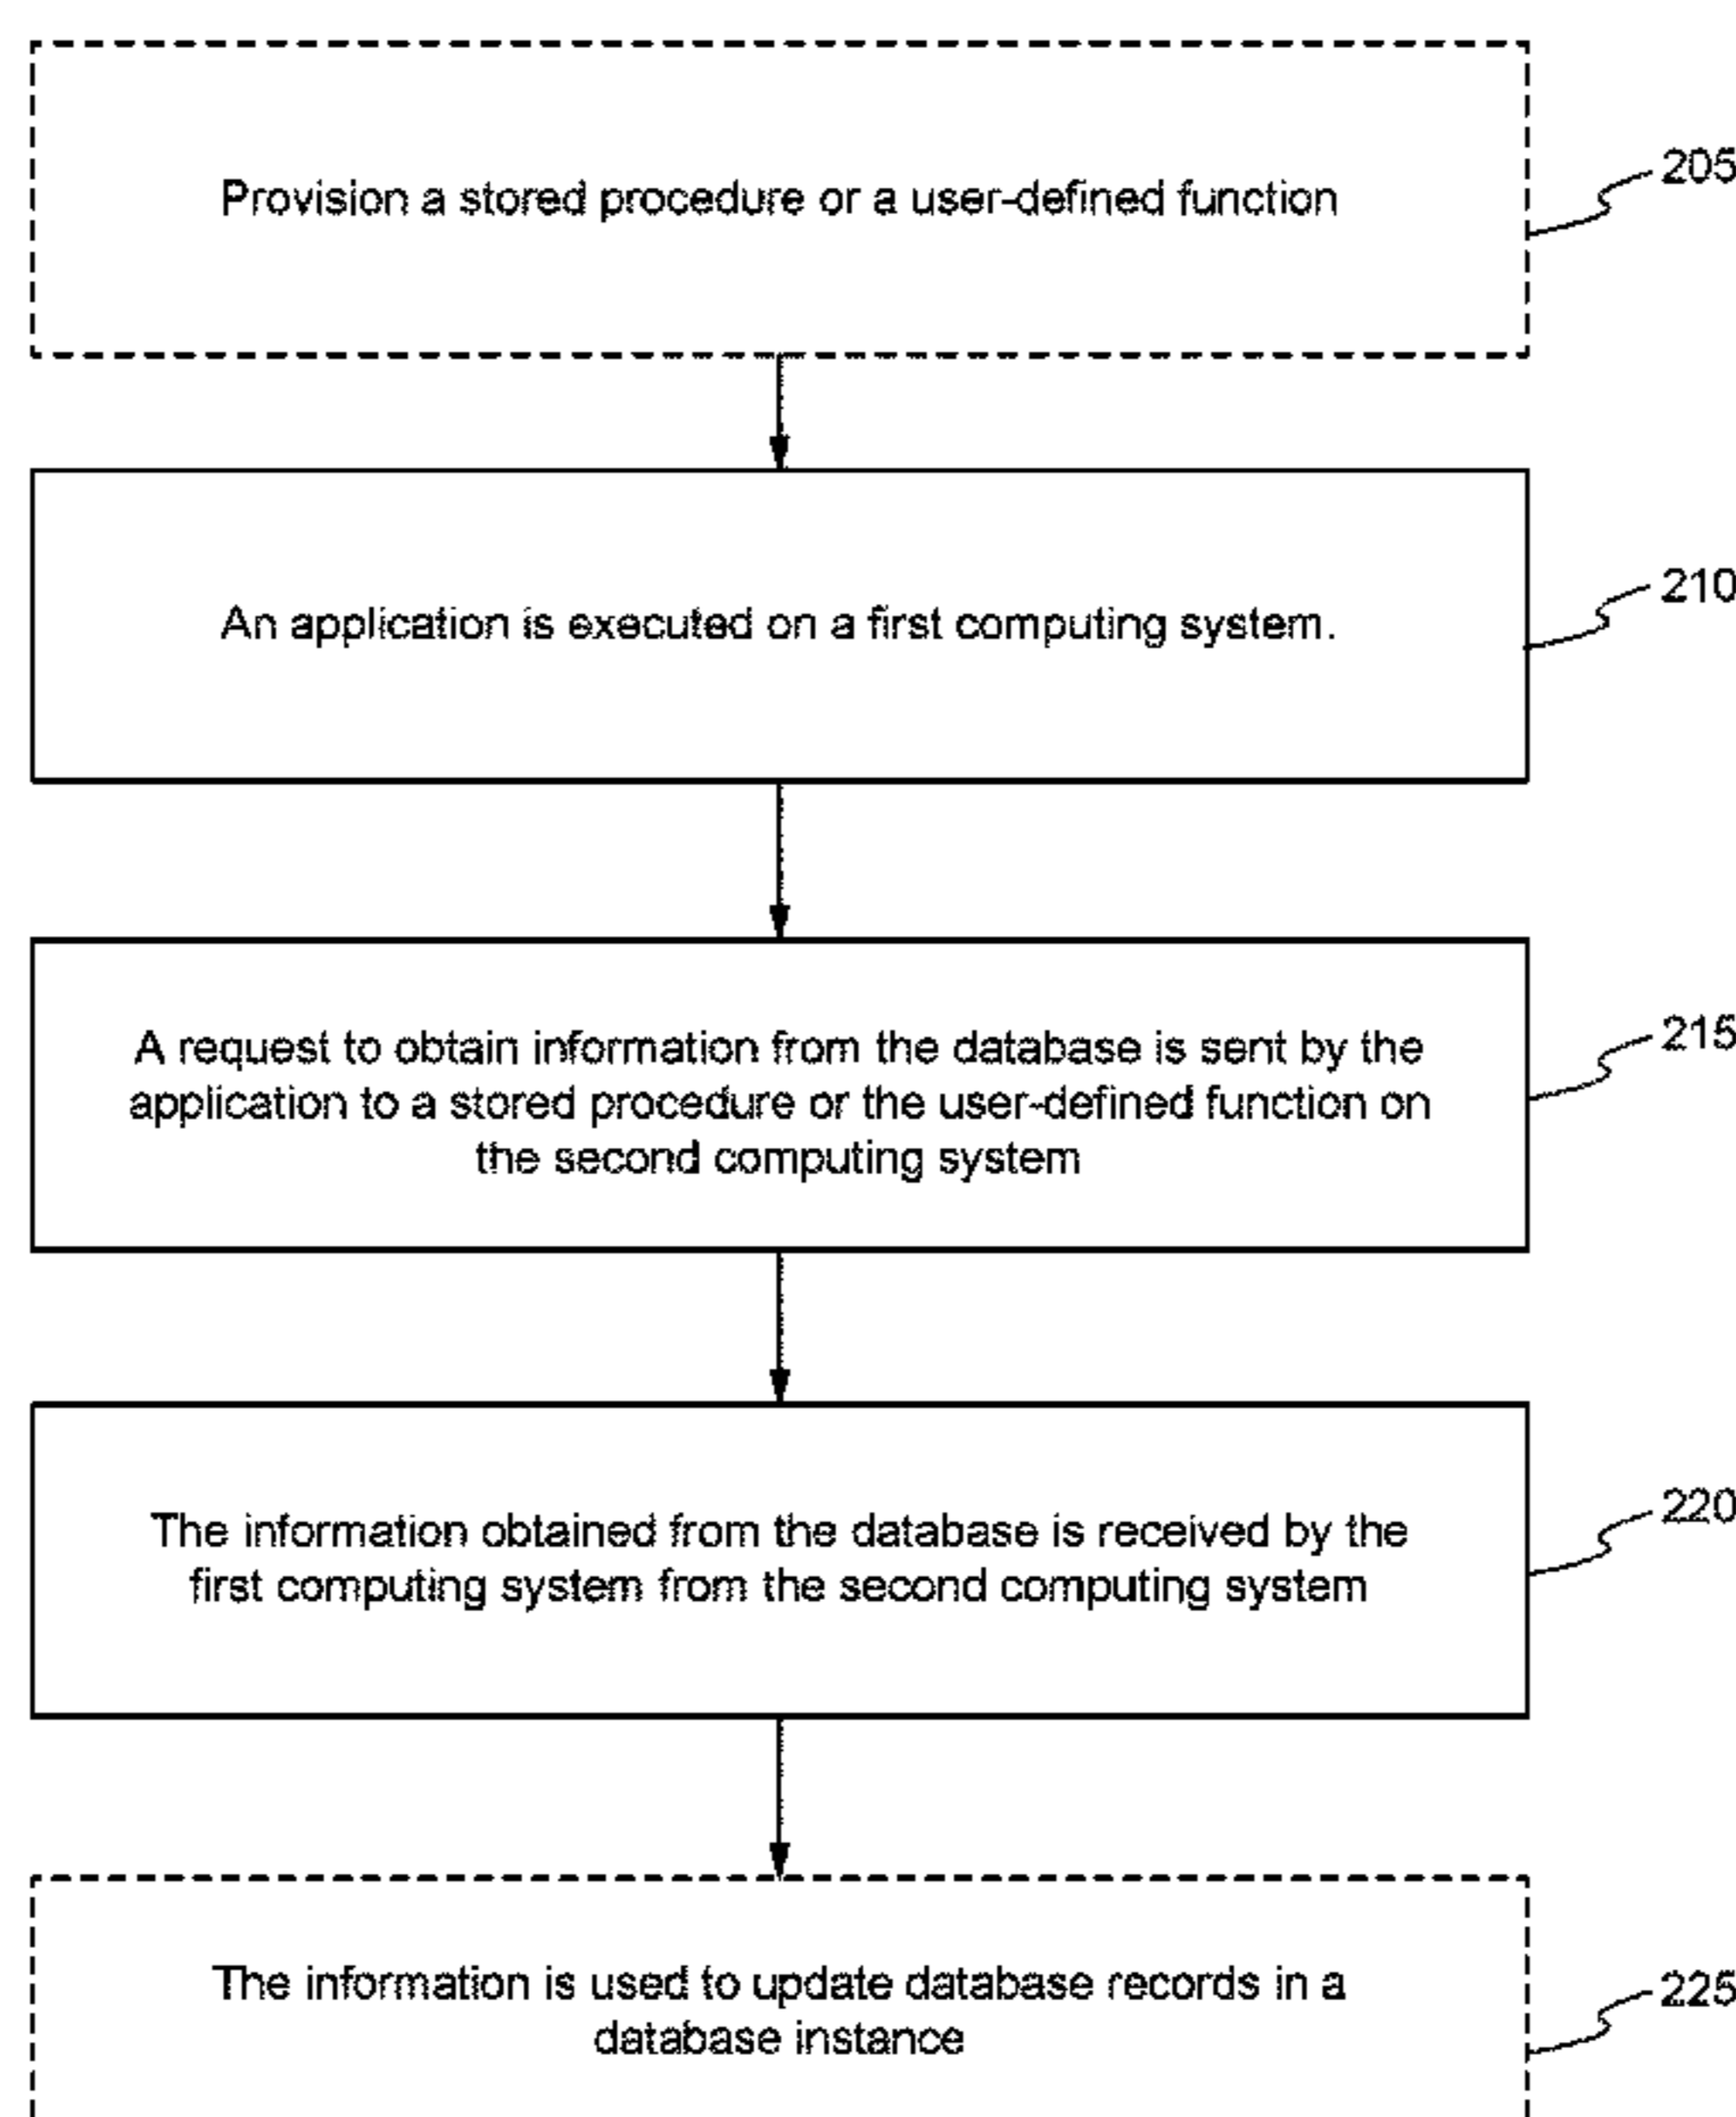 Provision a stored procedure or a user-defined function
205
An application is executed on a first computing system.
210
A request to obtain information from the database is sent by the
application to a stored procedure or the user-defined function on
the second computing system
215
The information obtained from the database is received by the
first computing system from the second computing system
220
The information is used to update database records in a
database instance
225